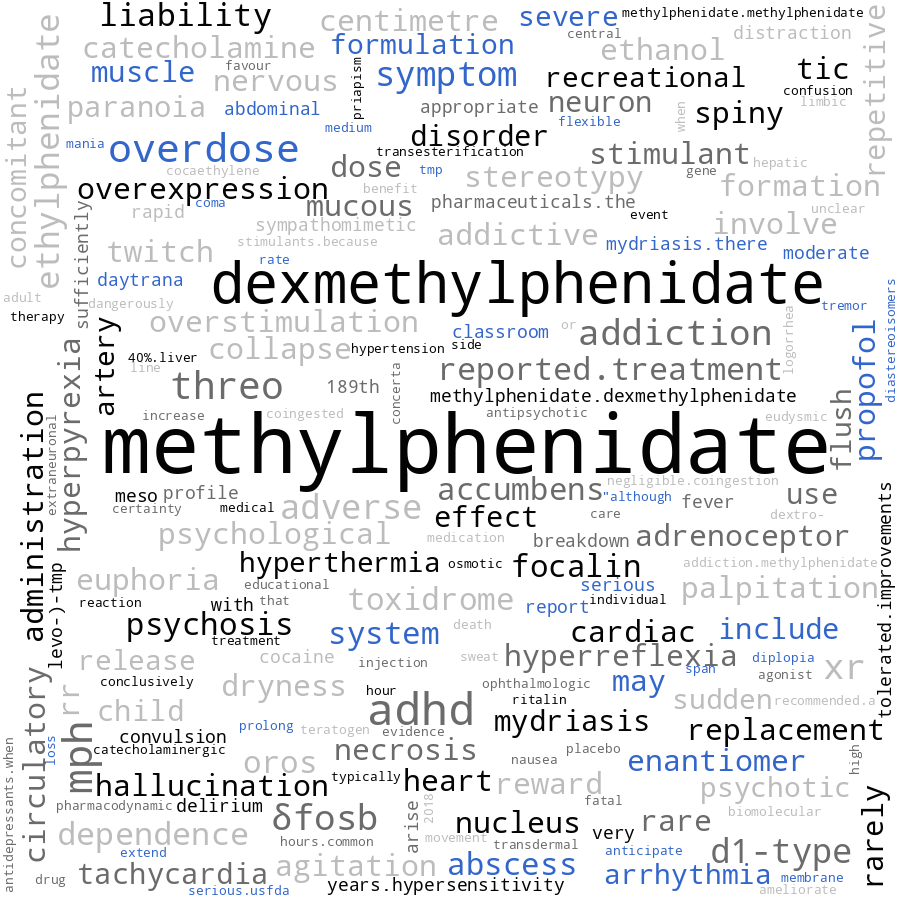 liability
centimetre
severe
methylphenidate.methylphenidate
central
distraction
repetitive
catecholamine
favour
formulation
ethanol
concomitant
ethylphenidate
muscle
nervous
priapism
symptom
recreational
tic
confusion
limbic
paranoia
abdominal
appropriate
neuron
spiny
when
medium
flexible
mania
overdose
disorder
transesterification
stimulant
hepatic
cocaethylene
dose
tmp
stereotypy
gene
formation
overexpression
coma
benefit
rapid
mucous
pharmaceuticals.the
event
unclear
sympathomimetic
involve
sufficiently
twitch
stimulants.because
addictive
mydriasis.there
moderate
rate
daytrana
dexmethylphenidate
adult
dangerously
tremor
diastereoisomers
therapy
overstimulation
classroom
or
addiction
logorrhea
propofol
artery
40%.liver
collapse
hypertension
side
line
reported.treatment
hyperpyrexia
threo
189th
concerta
methylphenidate.dexmethylphenidate
flush
administration
extraneuronal
increase
coingested
antipsychotic
eudysmic
methylphenidate
meso
profile
accumbens
negligible.coingestion
"although
fever
use
certainty
medical
adverse
effect
care
dextro-
psychological
medication
breakdown
adrenoceptor
tolerated.improvements
hyperthermia
osmotic
focalin
addiction.methylphenidate
levo-)-tmp
euphoria
educational
serious
palpitation
reaction
with
that
toxidrome
report
individual
psychosis
treatment
system
death
cardiac
include
circulatory
release
cocaine
injection
sweat
hyperreflexia
diplopia
span
agonist
xr
rr
conclusively
dryness
hour
ophthalmologic
may
ritalin
sudden
recommended.a
child
adhd
mydriasis
mph
prolong
teratogen
evidence
replacement
convulsion
loss
catecholaminergic
necrosis
placebo
nausea
enantiomer
high
antidepressants.when
oros
typically
hallucination
heart
reward
psychotic
rarely
pharmacodynamic
delirium
fatal
δfosb
arise
2018
biomolecular
dependence
hours.common
movement
nucleus
very
rare
transdermal
extend
anticipate
d1-type
drug
tachycardia
agitation
abscess
arrhythmia
membrane
serious.usfda
years.hypersensitivity
ameliorate